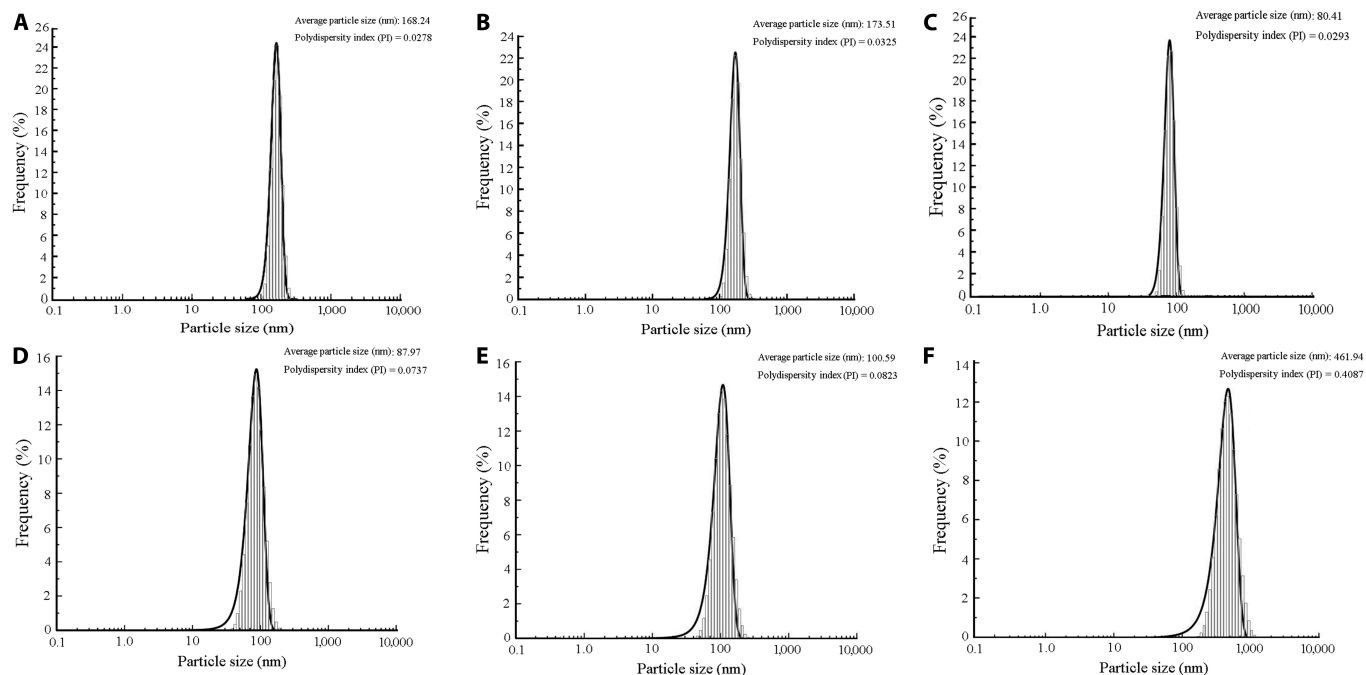 A
Average particle size (nm): 168.24
Polydispersity index (PI) = 0.0278
Frequency (%)
26
24
22
20
18
16
14
12
10
8
6
4
2
0
0.1 1.0 10 100 1,000 10,000
Particle size (nm)
B
Average particle size (nm): 173.51
Polydispersity index (PI) = 0.0325
Frequency (%)
24
22
20
18
16
14
12
10
8
6
4
2
0
0.1 1.0 10 100 1,000 10,000
Particle size (nm)
C
Average particle size (nm): 80.41
Polydispersity index (PI) = 0.0293
Frequency (%)
26
24
22
20
18
16
14
12
10
8
6
4
2
0
0.1 1.0 10 100 1,000 10,000
Particle size (nm)
D
Average particle size (nm): 87.97
Polydispersity index (PI) = 0.0737
Frequency (%)
16
14
12
10
8
6
4
2
0
0.1 1.0 10 100 1,000 10,000
Particle size (nm)
E
Average particle size (nm): 100.59
Polydispersity index(PI) = 0.0823
Frequency (%)
16
14
12
10
8
6
4
2
0
0.1 1.0 10 100 1,000 10,000
Particle size (nm)
F
Average particle size (nm): 461.94
Polydispersity index (PI) = 0.4087
Frequency (%)
14
12
10
8
6
4
2
0
0.1 1.0 10 100 1,000 10,000
Particle size (nm)